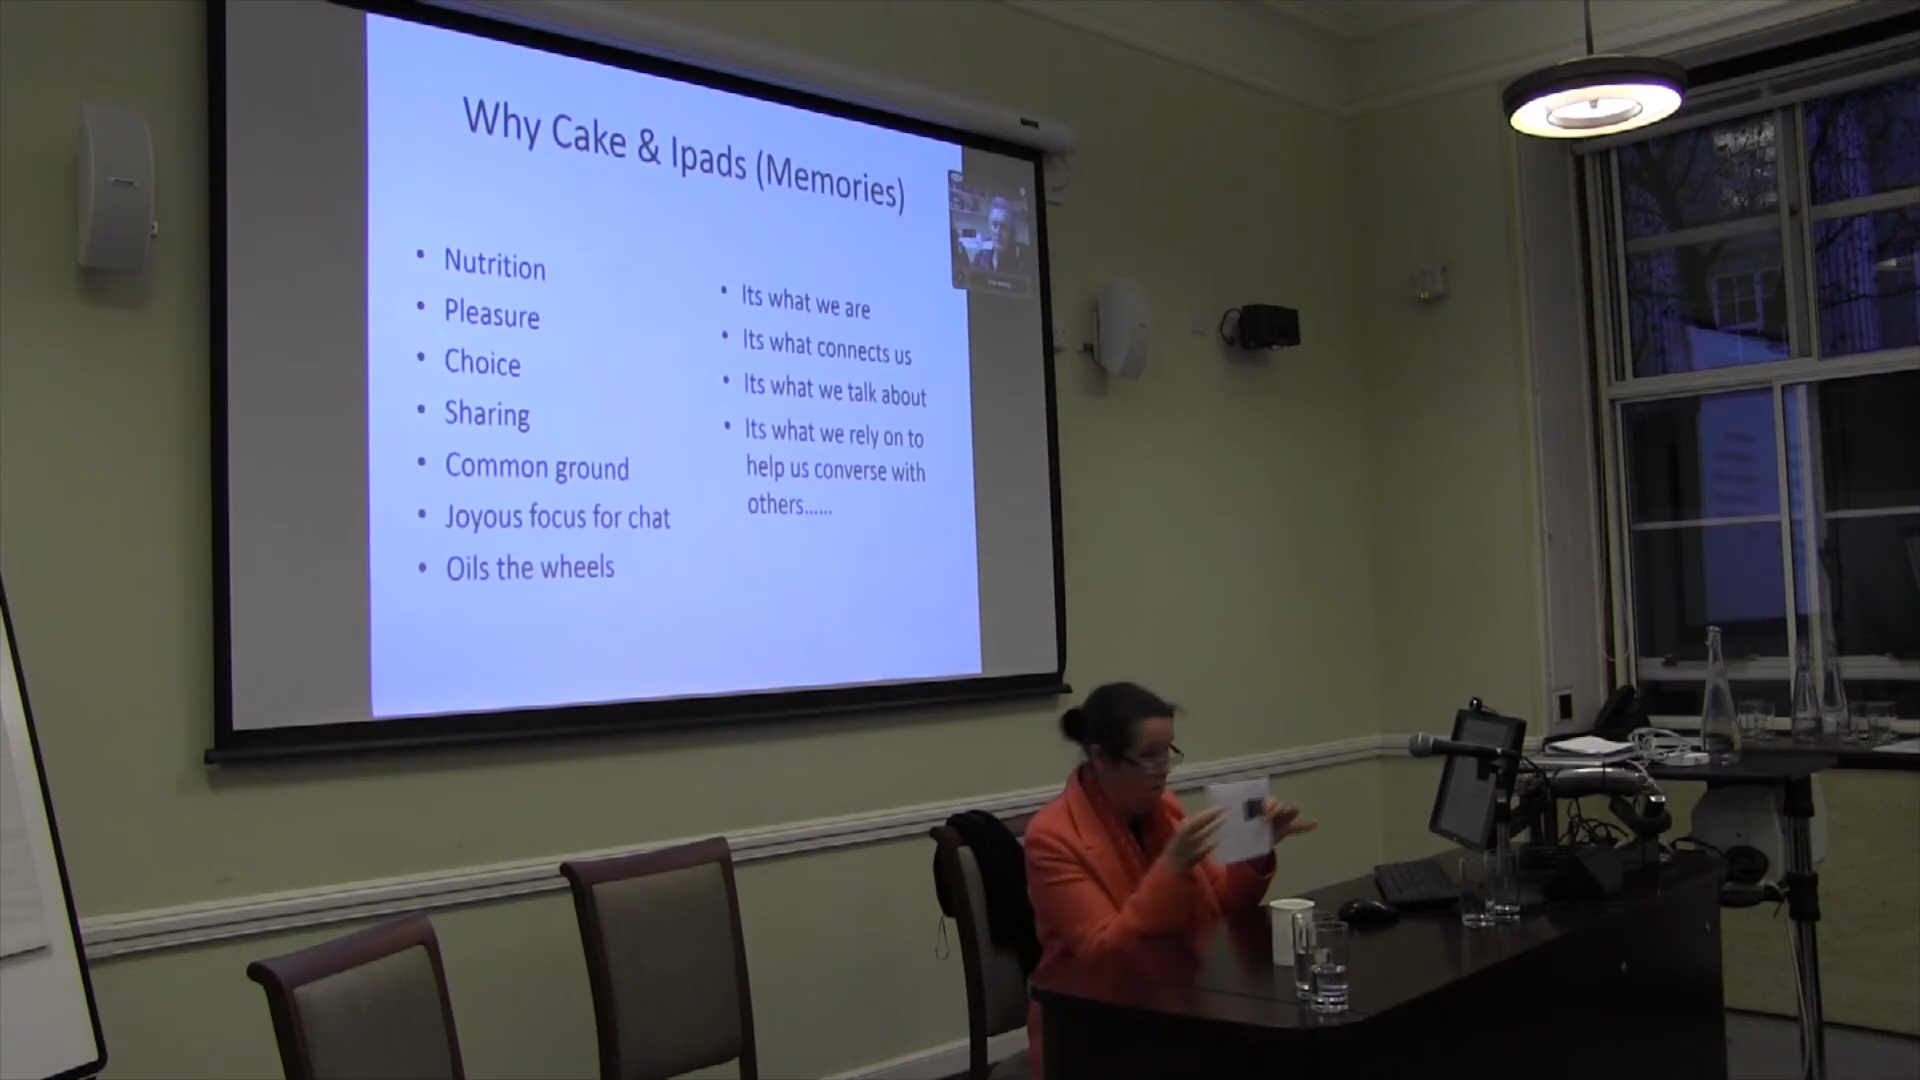 Why Cake & Ipads (Memories)
• Nutrition
• Pleasure
• Choice
• Sharing
• Common ground
• Joyous focus for chat
• Oils the wheels
• Its what we are
• Its what connects us
• Its what we talk about
• Its what we rely on to
help us converse with
others......